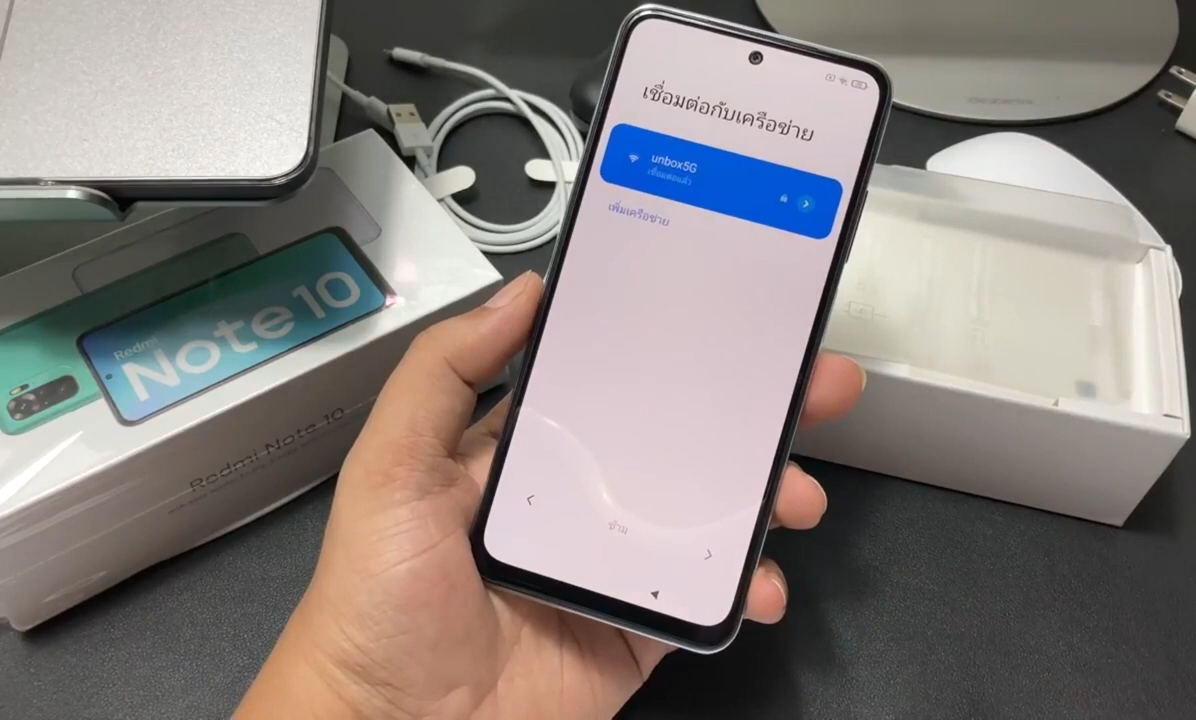 เชื่อมต่อกับเครือข่าย
unbox5G
เชื่อมต่อแล้ว
เพิ่มเครือข่าย
ข้าม
Redmi
Note 10
Redmi Note 10